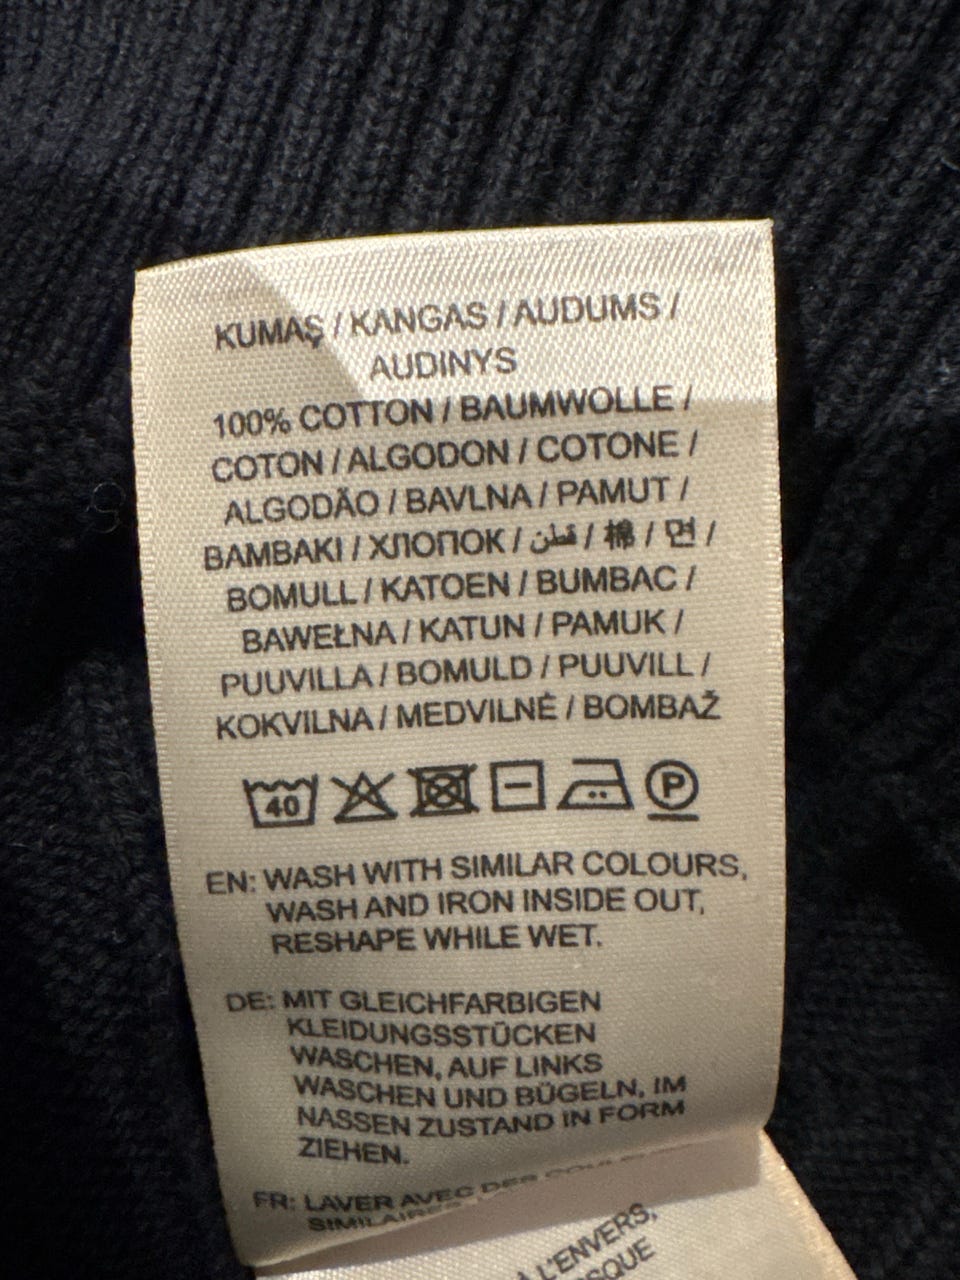 KUMAŞ / KANGAS / AUDUMS /
AUDINYS
100% COTTON / BAUMWOLLE /
COTON / ALGODON / COTONE /
ALGODÃO / BAVLNA / PAMUT /
BAMBAKI / ХЛОПОК / قطن / 棉 / 면 /
BOMULL / KATOEN / BUMBAC /
BAWEŁNA / KATUN / PAMUK /
PUUVILLA / BOMULD / PUUVILL /
KOKVILNA / MEDVILNĖ / BOMBAŽ
40 P
EN: WASH WITH SIMILAR COLOURS,
WASH AND IRON INSIDE OUT,
RESHAPE WHILE WET.
DE: MIT GLEICHFARBIGEN
KLEIDUNGSSTÜCKEN
WASCHEN, AUF LINKS
WASCHEN UND BÜGELN, IM
NASSEN ZUSTAND IN FORM
ZIEHEN.
FR: LAVER AVEC DES
SIMILAIRES
À L'ENVERS,